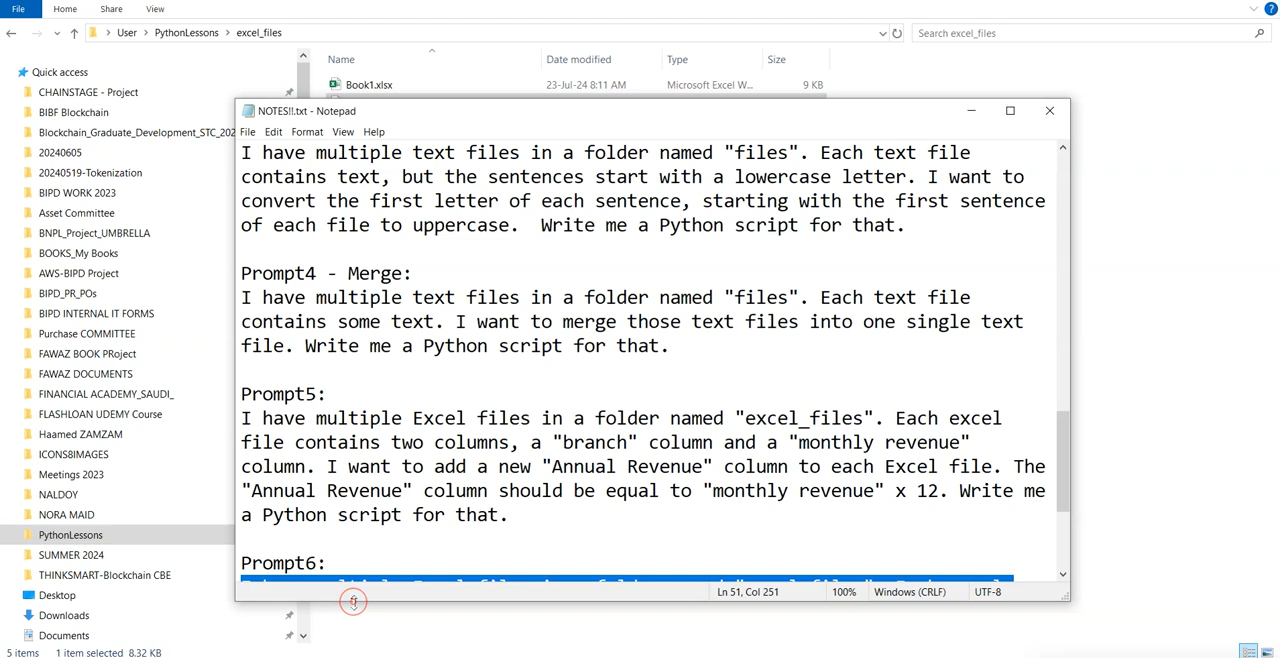 File Home Share View
User > PythonLessons > excel_files
Search excel_files
Name Date modified Type Size
Quick access
CHAINSTAGE - Project
BIBF Blockchain
Blockchain_Graduate_Development_STC_202
20240605
20240519-Tokenization
BIPD WORK 2023
Asset Committee
BNPL_Project_UMBRELLA
BOOKS_My Books
AWS-BIPD Project
BIPD_PR_POs
BIPD INTERNAL IT FORMS
Purchase COMMITTEE
FAWAZ BOOK PRoject
FAWAZ DOCUMENTS
FINANCIAL ACADEMY_SAUDI_
FLASHLOAN UDEMY Course
Haamed ZAMZAM
ICONS8IMAGES
Meetings 2023
NALDOY
NORA MAID
PythonLessons
SUMMER 2024
THINKSMART-Blockchain CBE
Desktop
Downloads
Documents
5 items 1 item selected 8.32 KB
Book1.xlsx 23-Jul-24 8:11 AM Microsoft Excel W... 9 KB
NOTES!!.txt - Notepad
File Edit Format View Help
I have multiple text files in a folder named "files". Each text file
contains text, but the sentences start with a lowercase letter. I want to
convert the first letter of each sentence, starting with the first sentence
of each file to uppercase.  Write me a Python script for that.
Prompt4 - Merge:
I have multiple text files in a folder named "files". Each text file
contains some text. I want to merge those text files into one single text
file. Write me a Python script for that.
Prompt5:
I have multiple Excel files in a folder named "excel_files". Each excel
file contains two columns, a "branch" column and a "monthly revenue"
column. I want to add a new "Annual Revenue" column to each Excel file. The
"Annual Revenue" column should be equal to "monthly revenue" x 12. Write me
a Python script for that.
Prompt6:
Ln 51, Col 251 100% Windows (CRLF) UTF-8